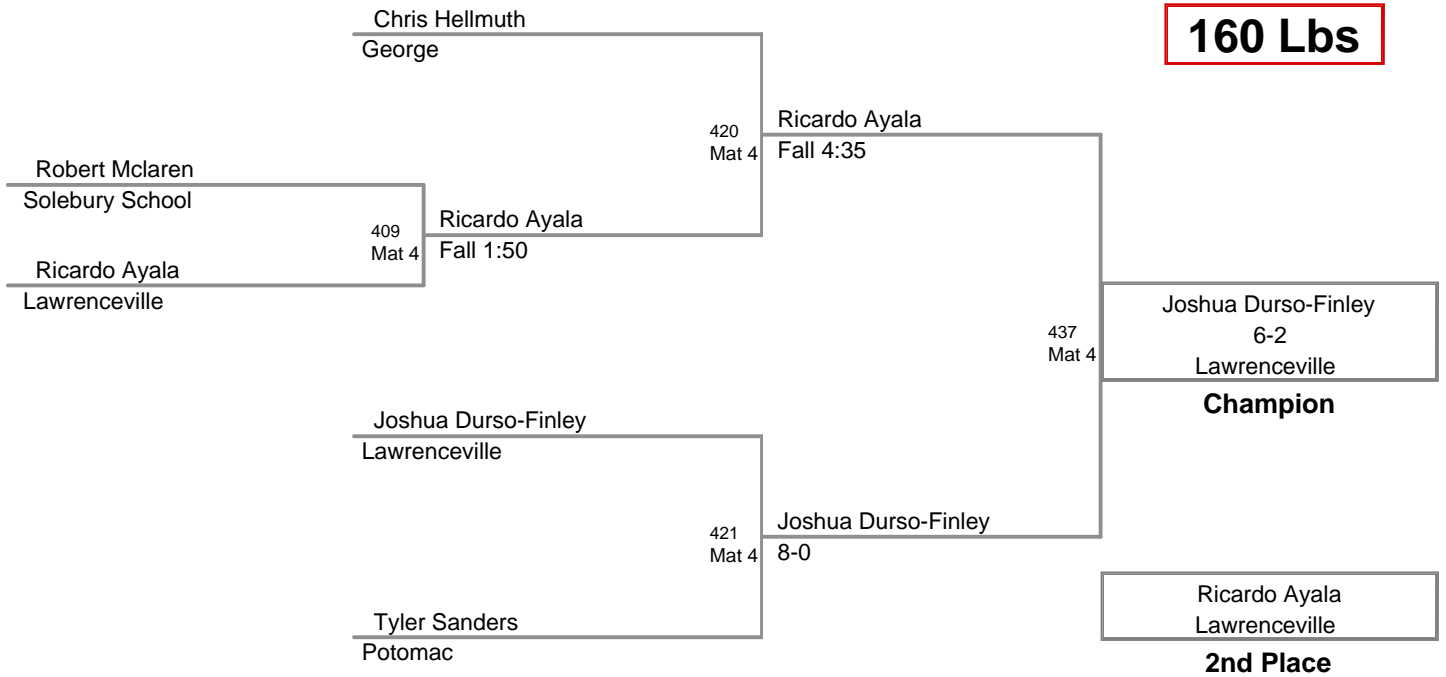 160 Lbs
Chris Hellmuth
George
420
Mat 4
Ricardo Ayala
Fall 4:35
Robert Mclaren
Solebury School
409
Mat 4
Ricardo Ayala
Fall 1:50
Ricardo Ayala
Lawrenceville
437
Mat 4
Joshua Durso-Finley
6-2
Lawrenceville
Champion
Joshua Durso-Finley
Lawrenceville
421
Mat 4
Joshua Durso-Finley
8-0
Tyler Sanders
Potomac
Ricardo Ayala
Lawrenceville
2nd Place